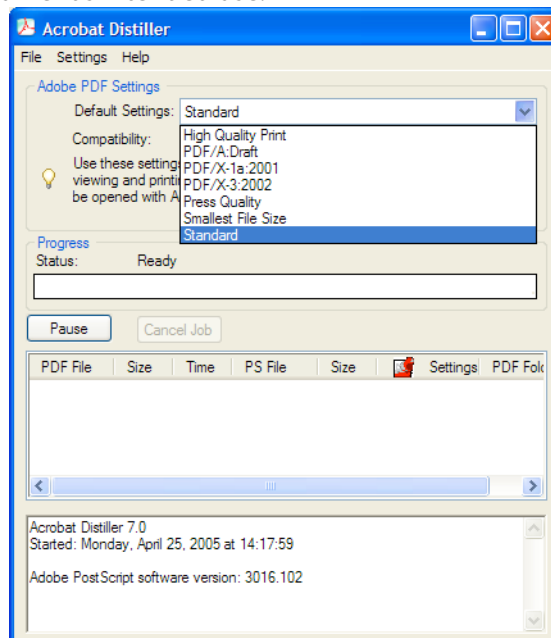 Acrobat Distiller
File Settings Help
Adobe PDF Settings
Default Settings: Standard
Compatibility:
High Quality Print
PDF/A:Draft
PDF/X-1a:2001
PDF/X-3:2002
Press Quality
Smallest File Size
Standard
Use these
viewing and
be opened with
Progress
Status: Ready
Pause Cancel Job
PDF File Size Time PS File Size Settings PDF
Acrobat Distiller 7.0
Started: Monday, April 25, 2005 at 14:17:59
Adobe PostScript software version: 3016.102